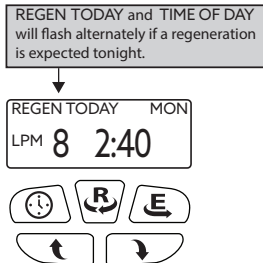 REGEN TODAY and TIME OF DAY
will flash alternately if a regeneration
is expected tonight.
REGEN TODAY MON
LPM 8 2:40
R E